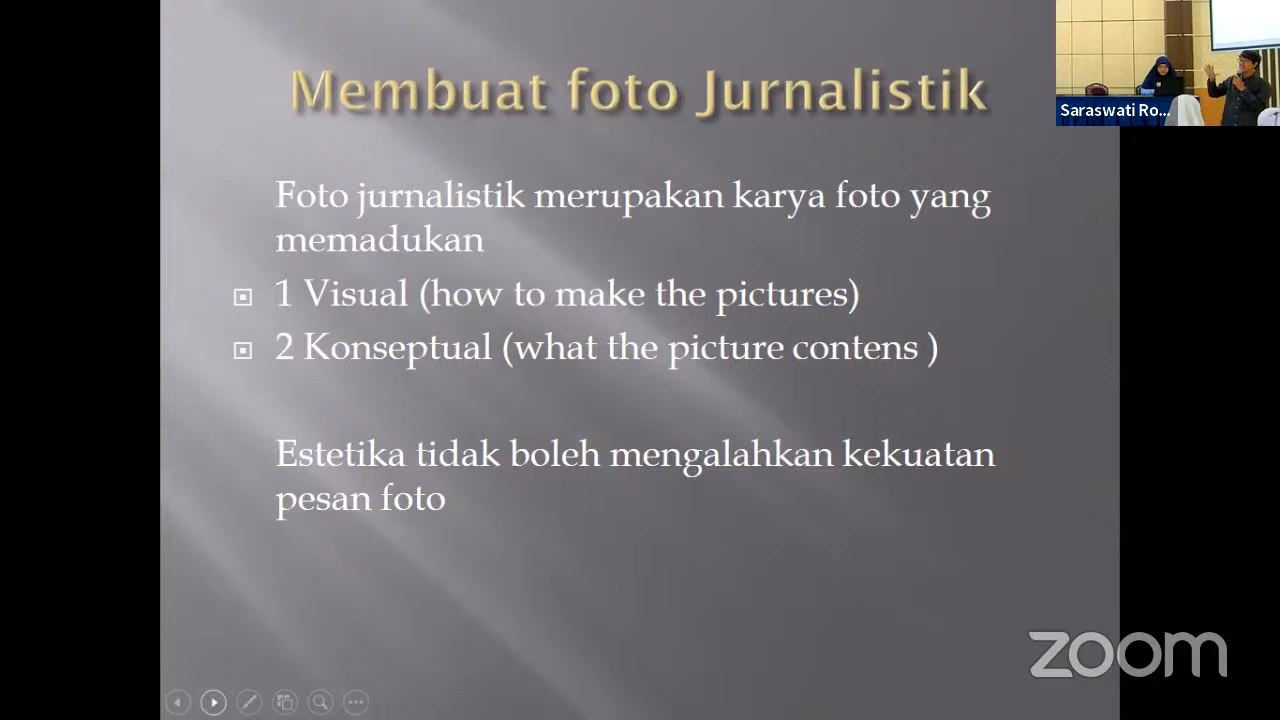 Membuat foto Jurnalistik
Saraswati Ro...
Foto jurnalistik merupakan karya foto yang
memadukan
1 Visual (how to make the pictures)
2 Konseptual (what the picture contens )
Estetika tidak boleh mengalahkan kekuatan
pesan foto
zoom